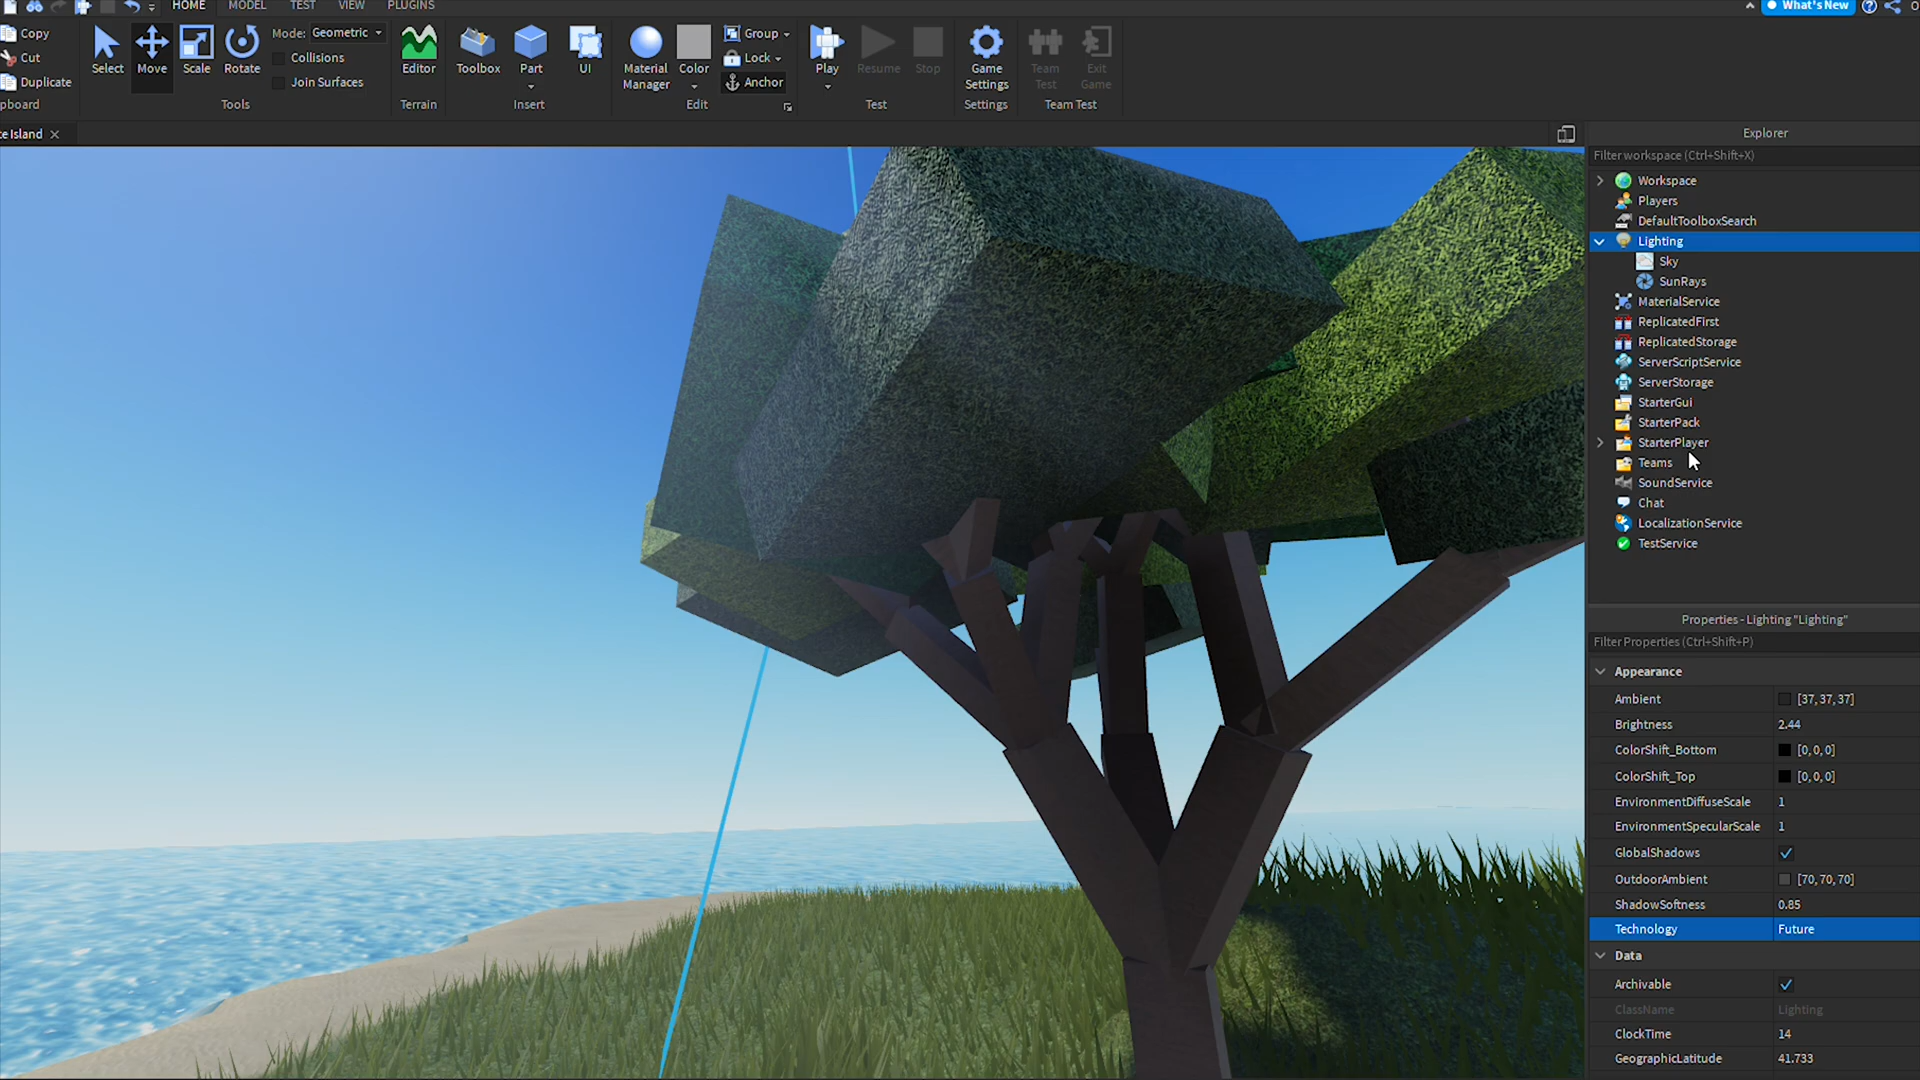 HOME MODEL TEST VIEW PLUGINS
What's New
Copy
Cut
Duplicate
pboard
Select
Move
Scale
Rotate
Mode: Geometric
Collisions
Join Surfaces
Tools
Editor
Terrain
Toolbox
Part
UI
Insert
Material Manager
Color
Group
Lock
Anchor
Edit
Play
Resume
Stop
Test
Game Settings
Settings
Team Test
Exit Game
Team Test
ce Island
Explorer
Filter workspace (Ctrl+Shift+X)
Workspace
Players
DefaultToolboxSearch
Lighting
Sky
SunRays
MaterialService
ReplicatedFirst
ReplicatedStorage
ServerScriptService
ServerStorage
StarterGui
StarterPack
StarterPlayer
Teams
SoundService
Chat
LocalizationService
TestService
Properties - Lighting "Lighting"
Filter Properties (Ctrl+Shift+P)
Appearance
Ambient [37, 37, 37]
Brightness 2.44
ColorShift_Bottom [0, 0, 0]
ColorShift_Top [0, 0, 0]
EnvironmentDiffuseScale 1
EnvironmentSpecularScale 1
GlobalShadows
OutdoorAmbient [70, 70, 70]
ShadowSoftness 0.85
Technology Future
Data
Archivable
ClassName Lighting
ClockTime 14
GeographicLatitude 41.733